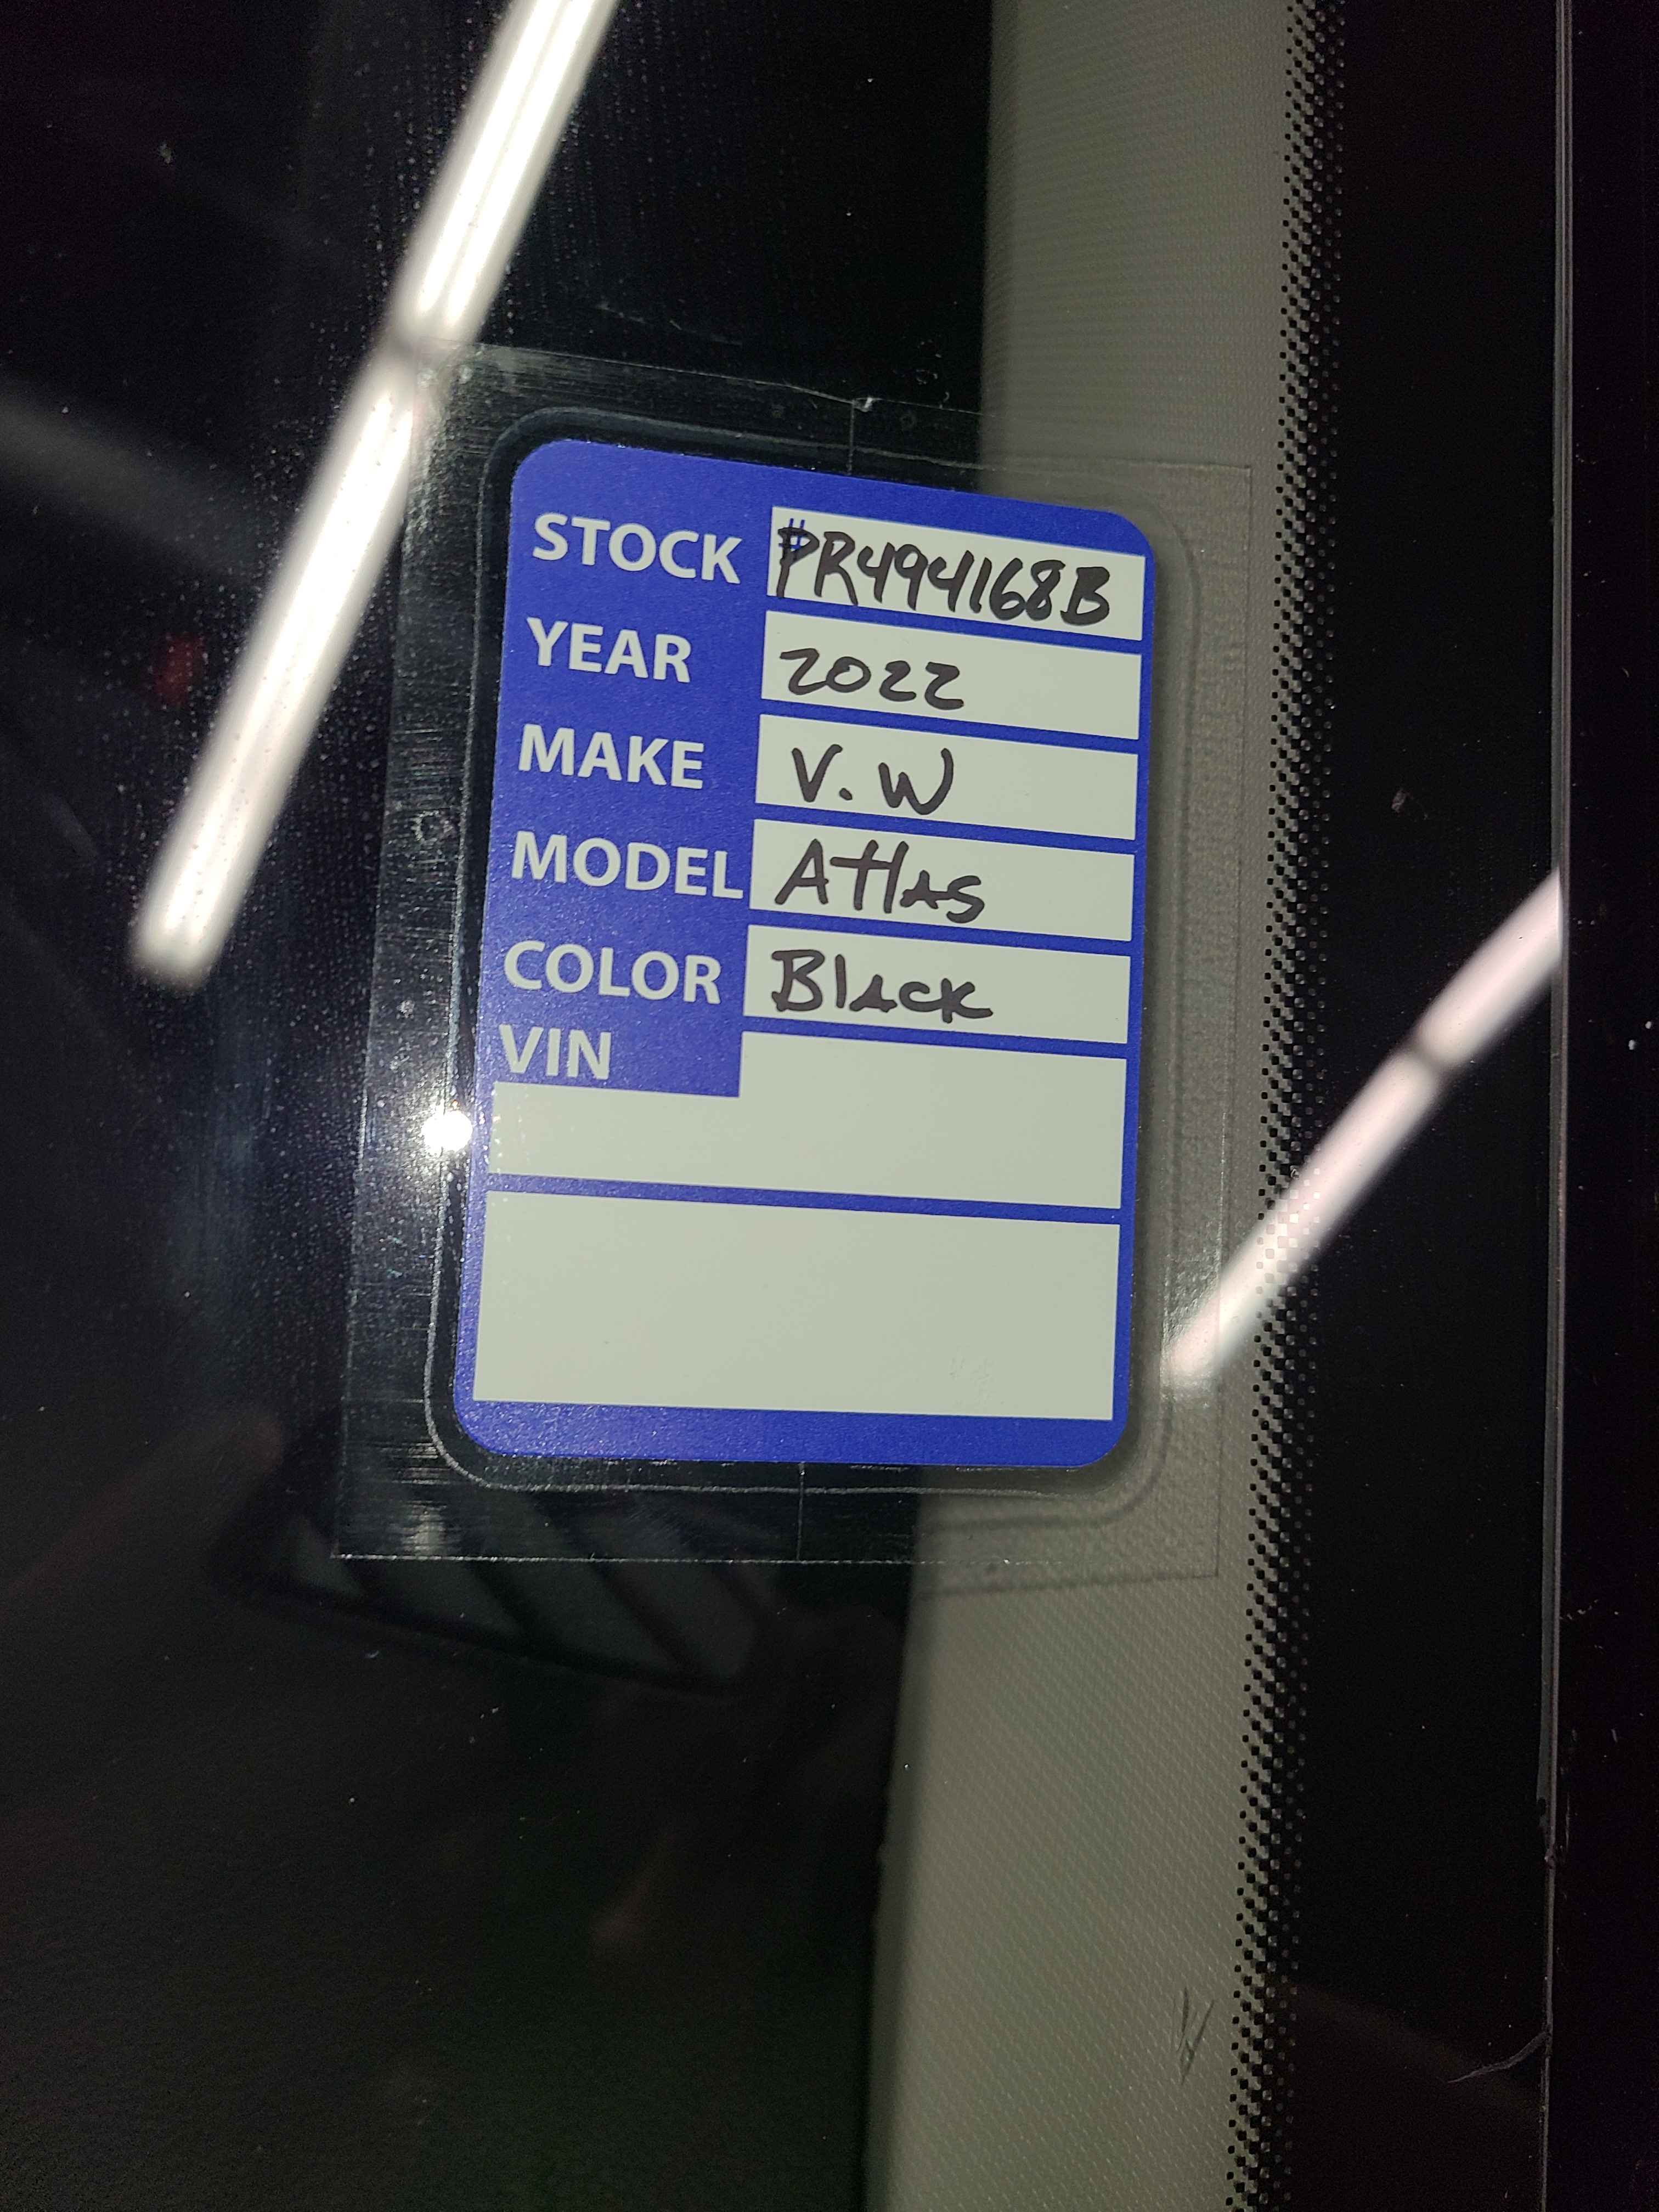 STOCK #PR494168B
YEAR 2022
MAKE V.W
MODEL Atlas
COLOR Black
VIN